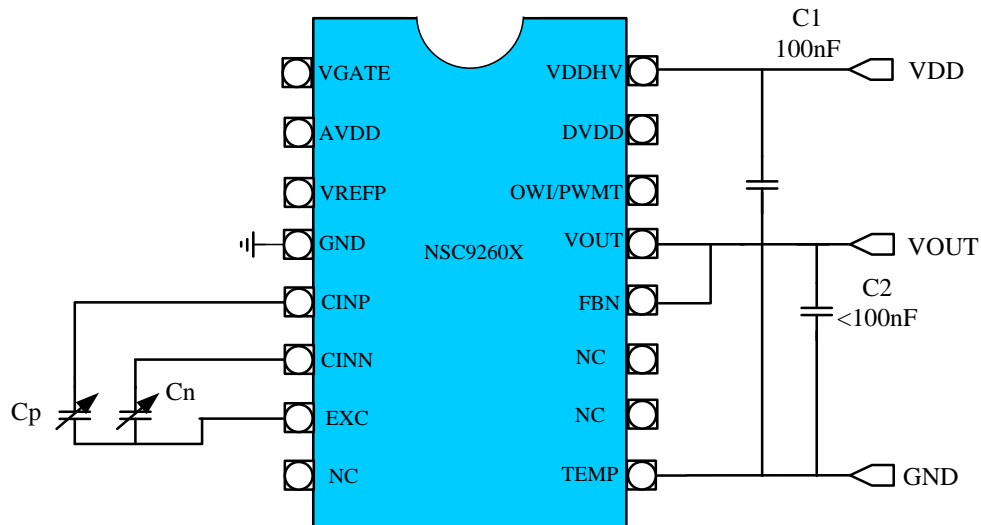 C1
100nF
VGATE
VDDHV
VDD
AVDD
DVDD
VREFP
OWI/PWMT
GND
NSC9260X
VOUT
VOUT
CINP
FBN
C2
<100nF
CINN
NC
Cp
Cn
EXC
NC
NC
TEMP
GND